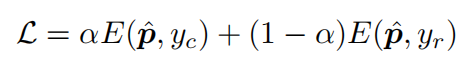 ℒ = αE(p̂, y_c) + (1 − α)E(p̂, y_r)